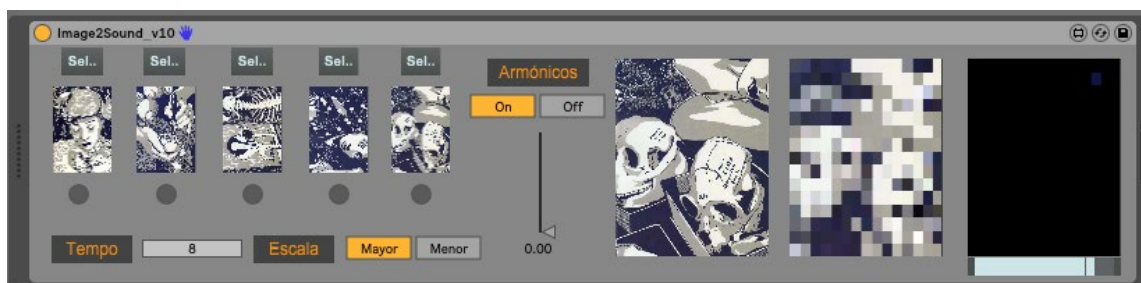 Image2Sound_v10
Sel.. Sel.. Sel.. Sel.. Sel..
Armónicos
On Off
Tempo 8 Escala Mayor Menor 0.00